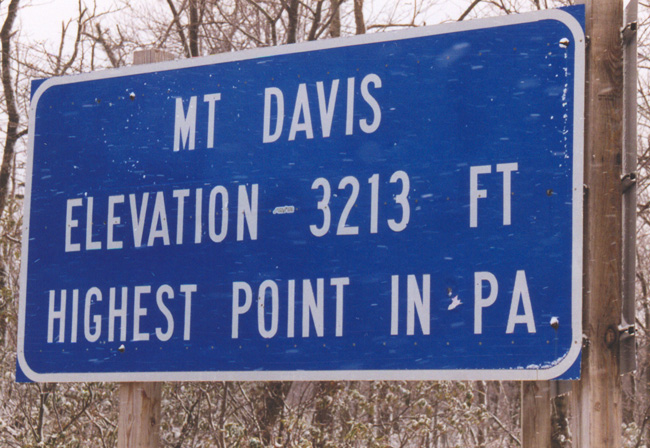 MT DAVIS
ELEVATION - 3213 FT
HIGHEST POINT IN PA